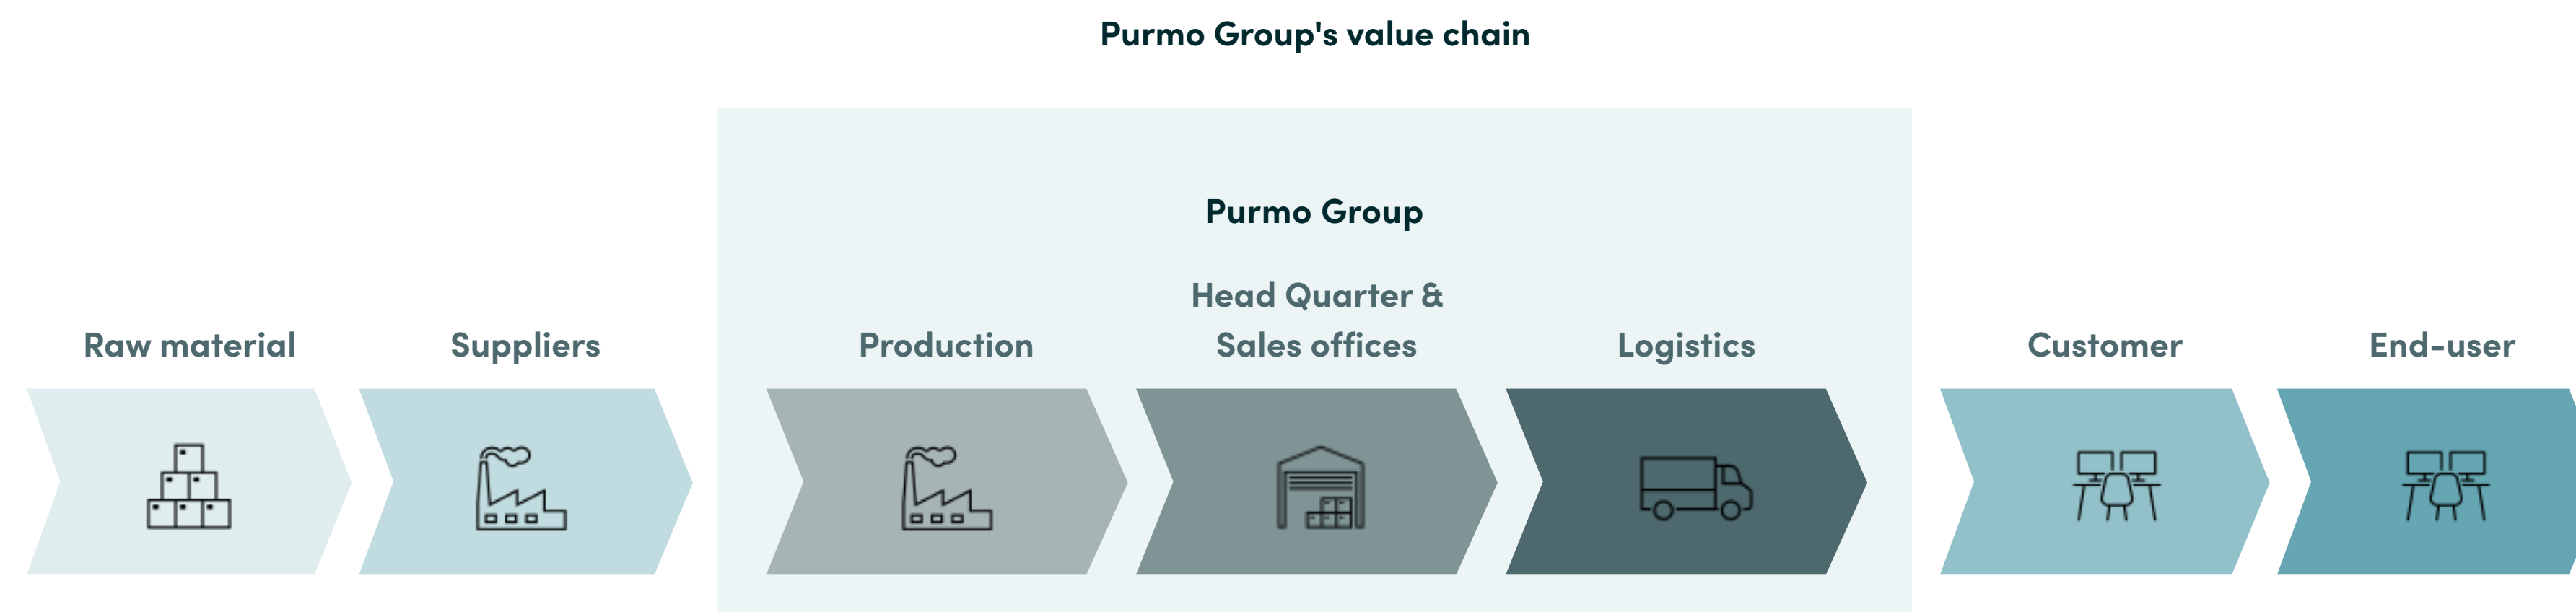 Purmo Group's value chain
Purmo Group
Head Quarter &
Sales offices
Raw material
Suppliers
Production
Logistics
Customer
End-user